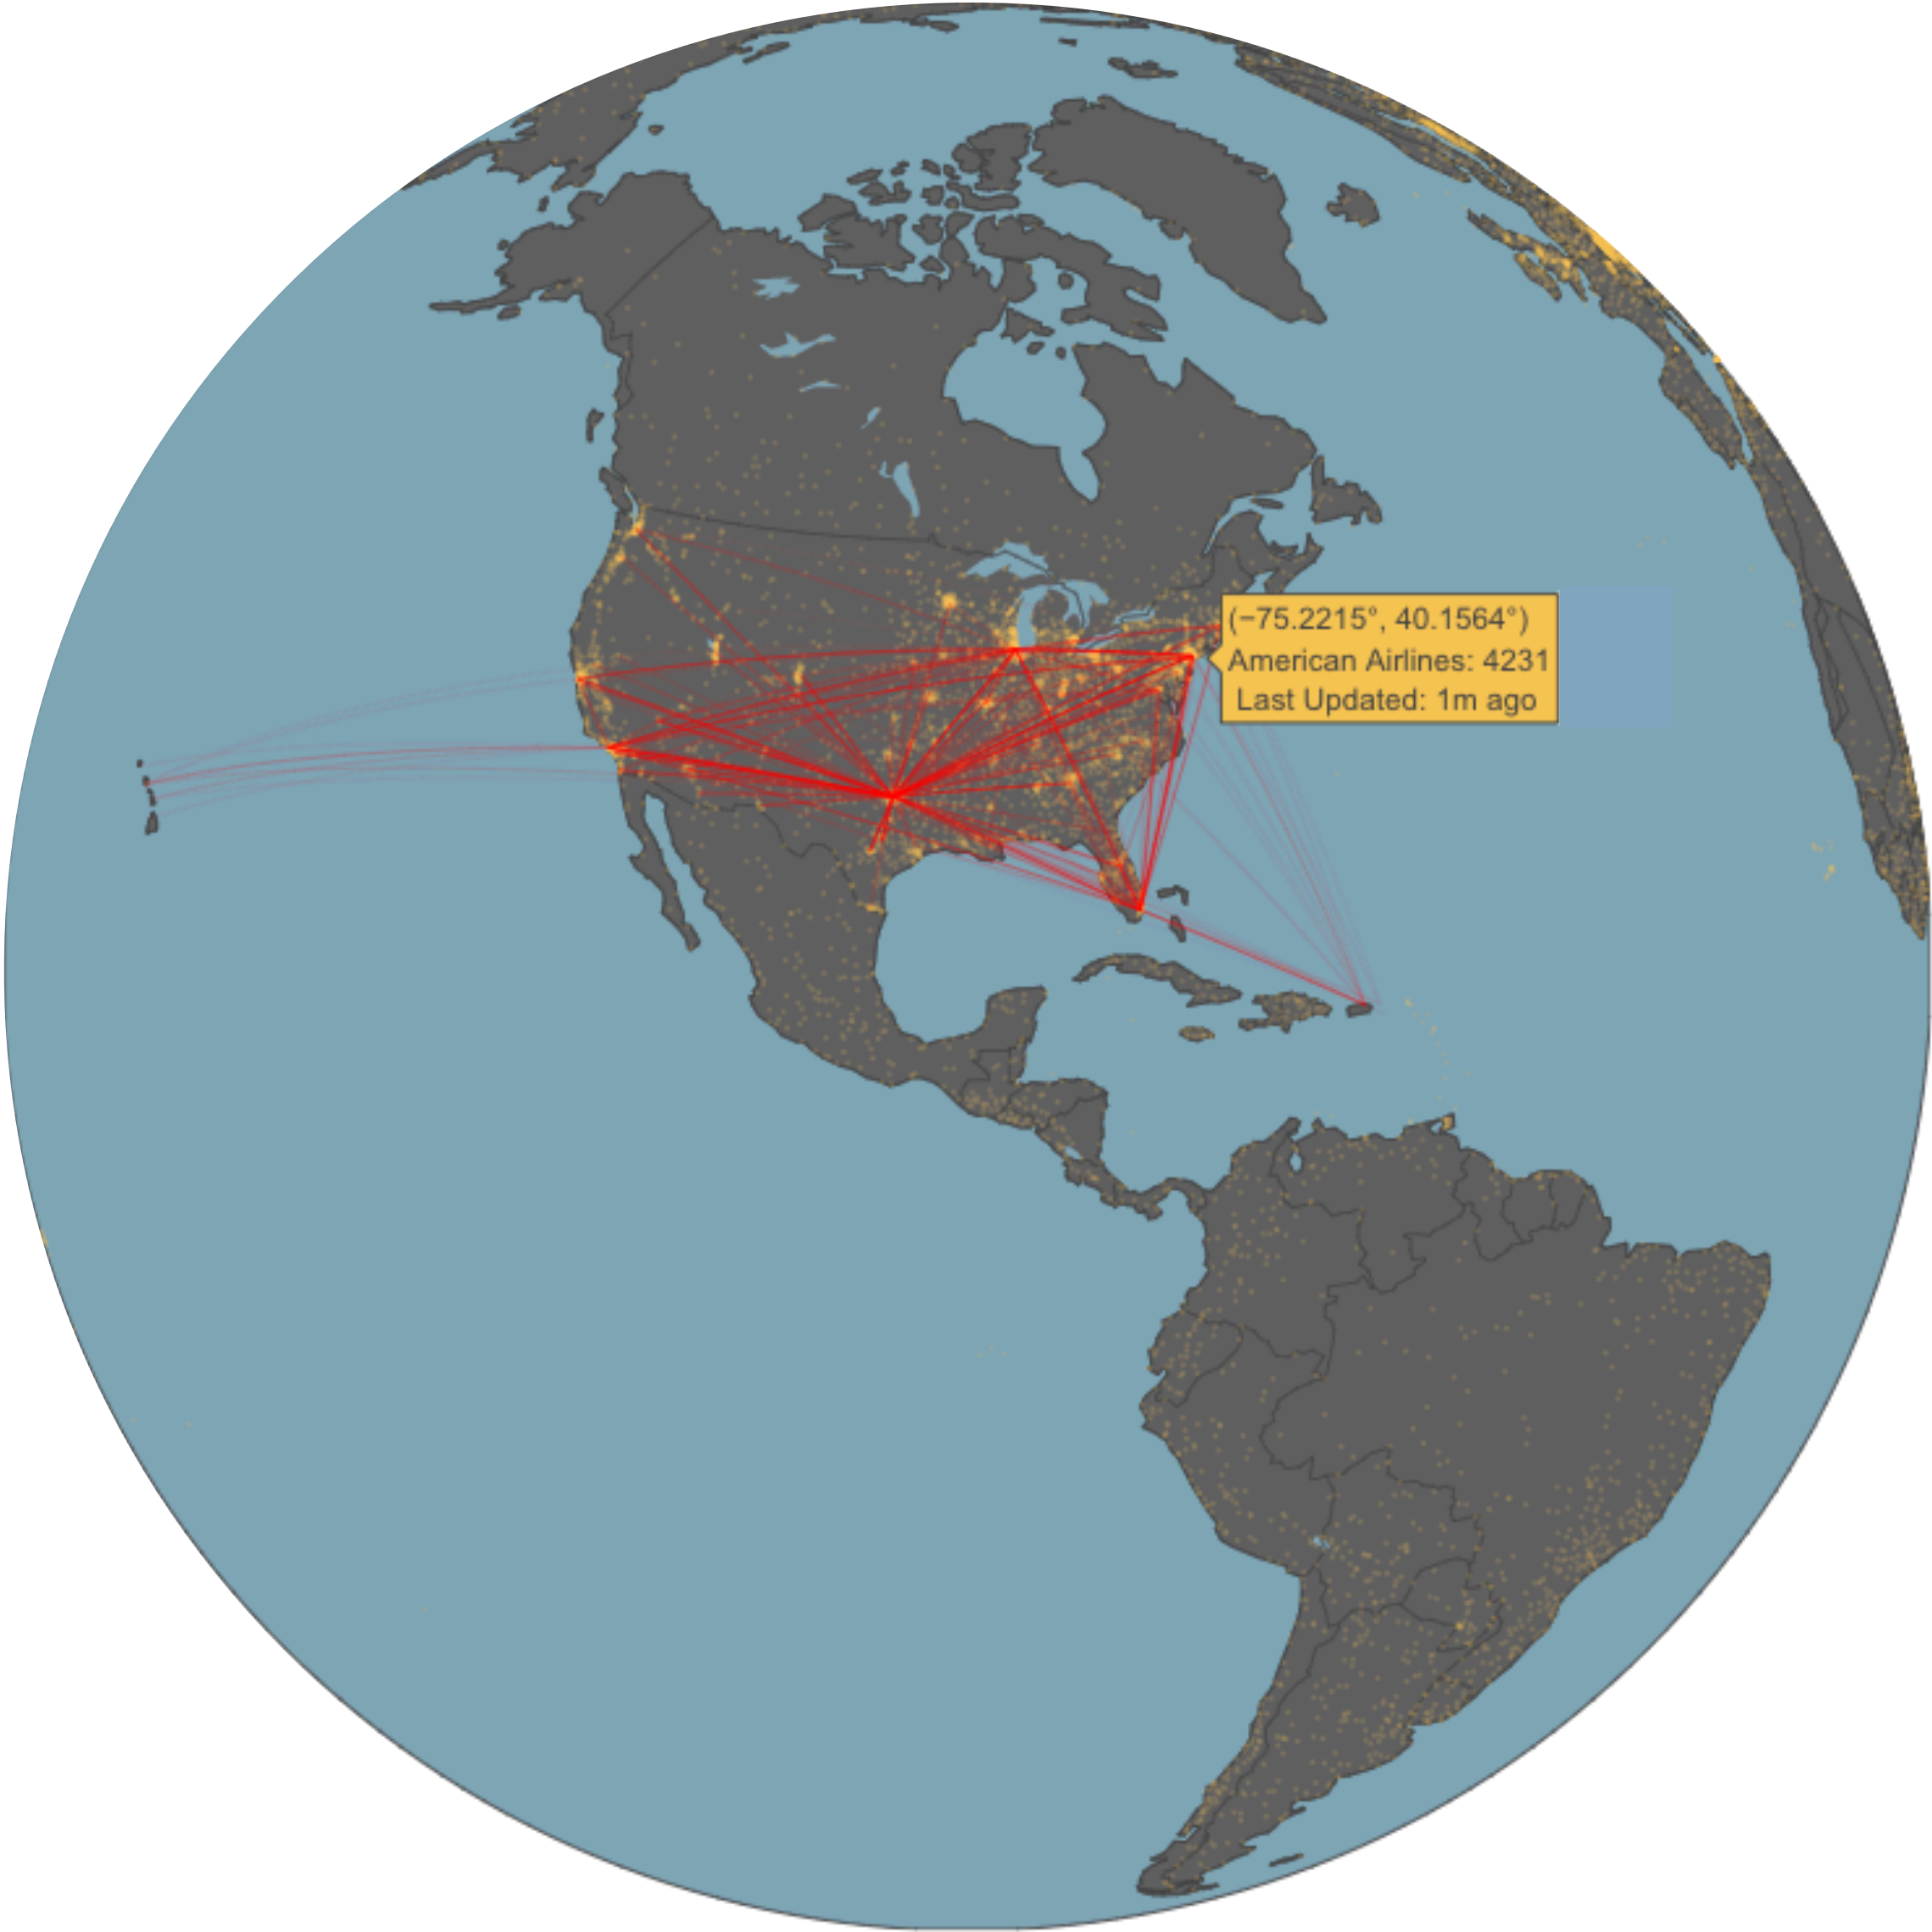 (−75.2215°, 40.1564°)
American Airlines: 4231
Last Updated: 1m ago